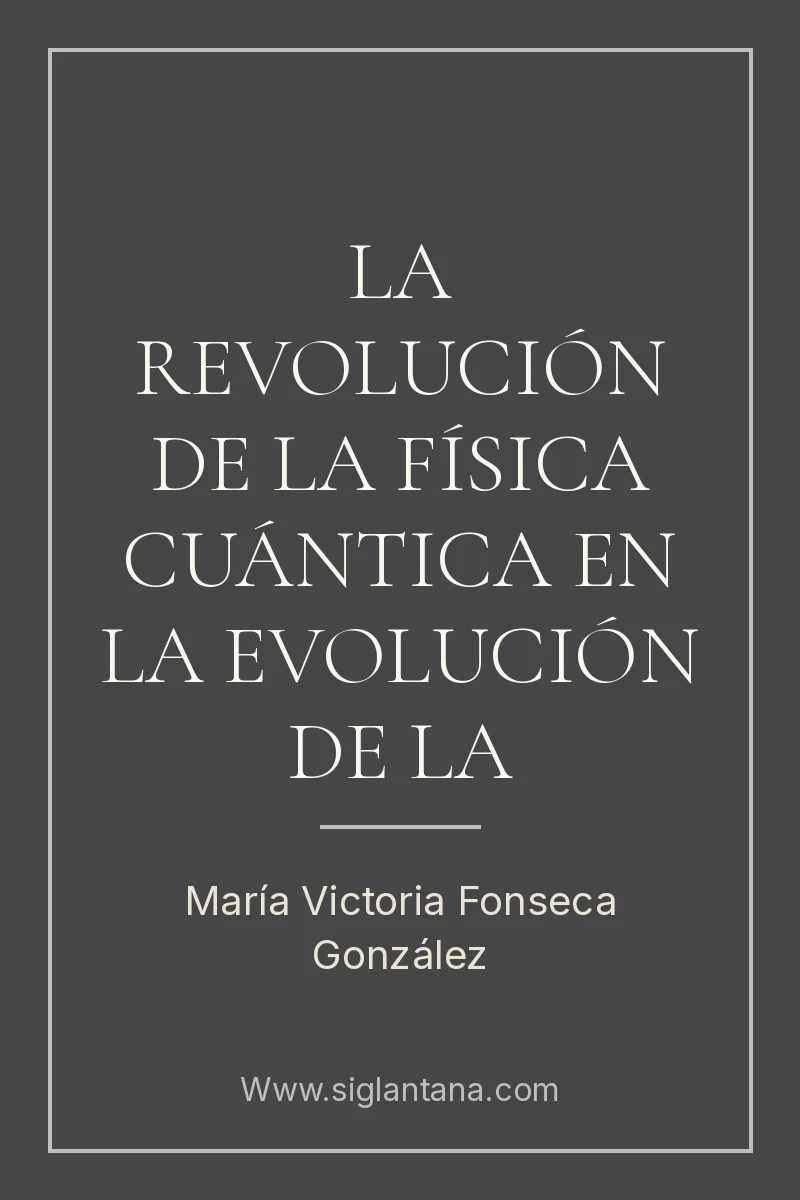 LA
REVOLUCIÓN
DE LA FÍSICA
CUÁNTICA EN
LA EVOLUCIÓN
DE LA
María Victoria Fonseca
González
Www.siglantana.com